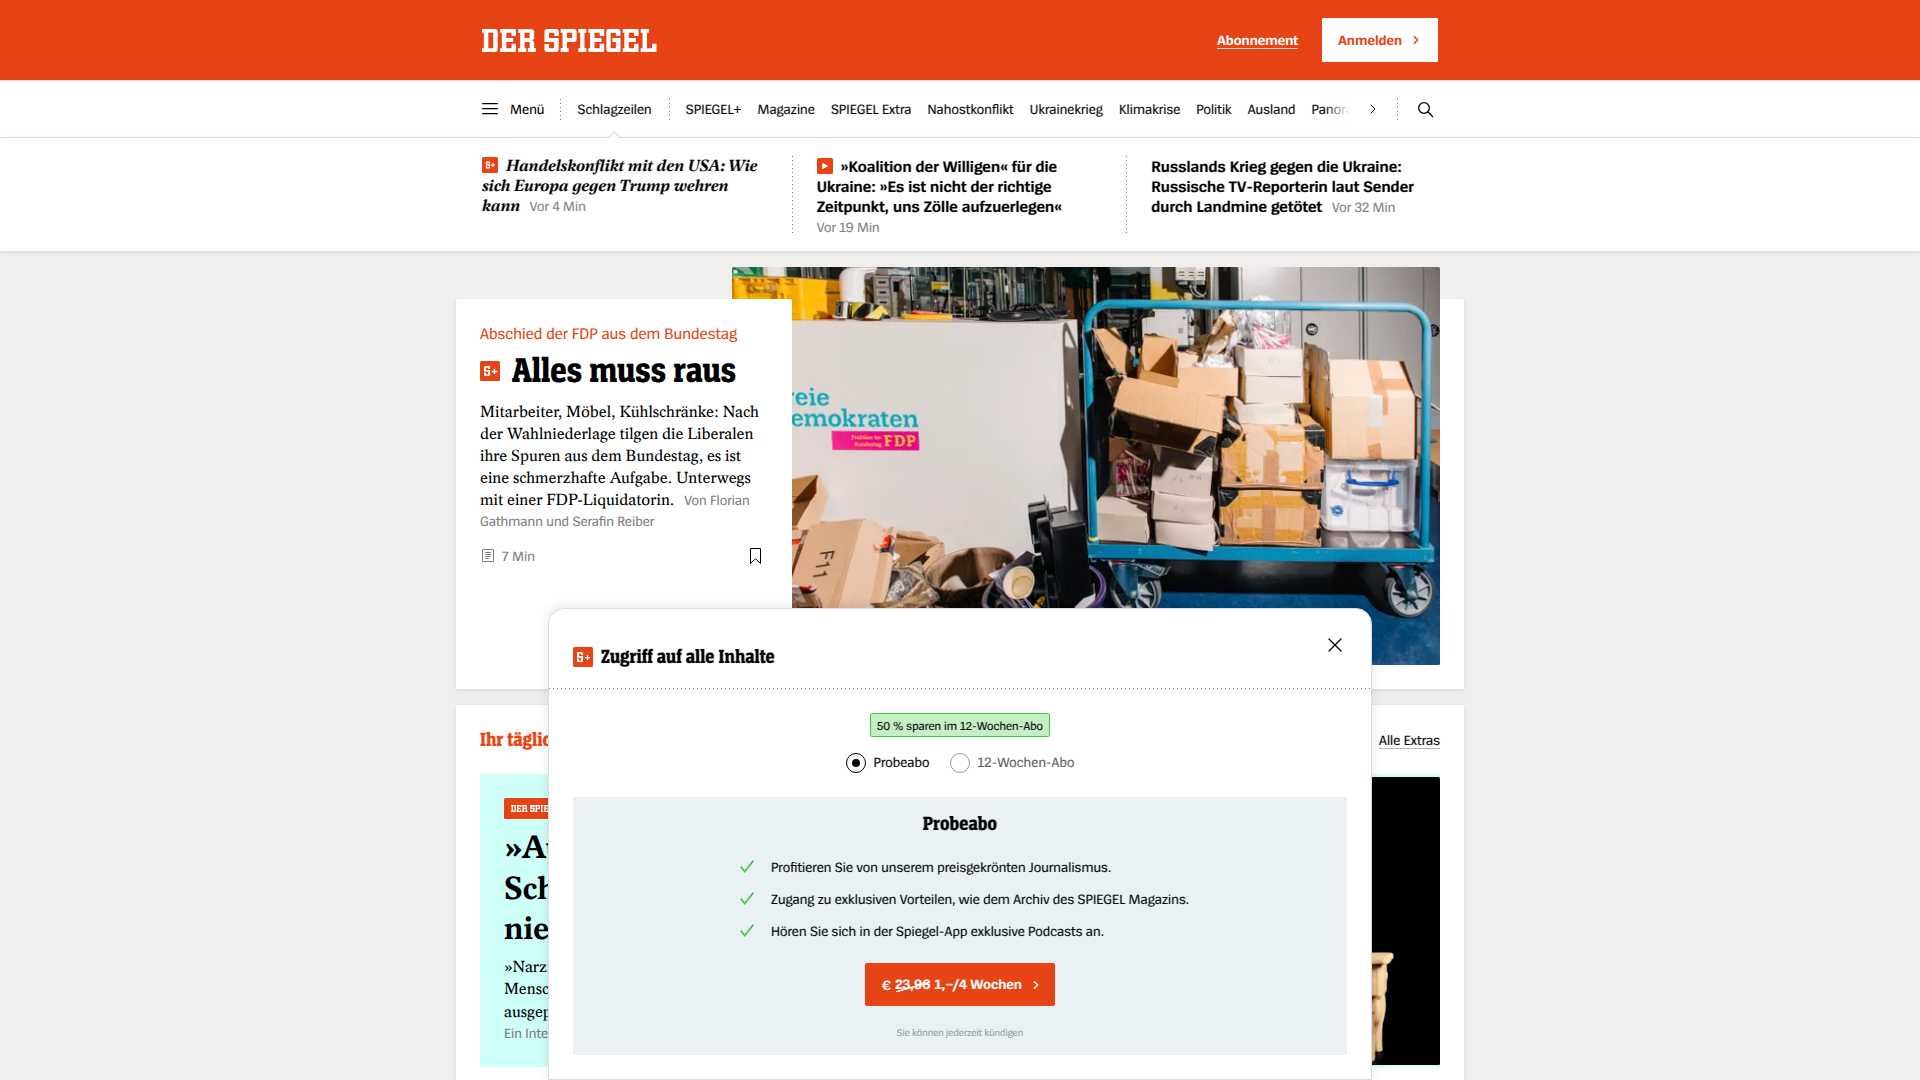 DER SPIEGEL
Abonnement
Anmelden
Menü
Schlagzeilen
SPIEGEL+
Magazine
SPIEGEL Extra
Nahostkonflikt
Ukrainekrieg
Klimakrise
Politik
Ausland
Handelskonflikt mit den USA: Wie
sich Europa gegen Trump wehren
kann Vor 4 Min
»Koalition der Willigen« für die
Ukraine: »Es ist nicht der richtige
Zeitpunkt, uns Zölle aufzuerlegen«
Vor 19 Min
Russlands Krieg gegen die Ukraine:
Russische TV-Reporterin laut Sender
durch Landmine getötet Vor 32 Min
Abschied der FDP aus dem Bundestag
Alles muss raus
Mitarbeiter, Möbel, Kühlschränke: Nach
der Wahlniederlage tilgen die Liberalen
ihre Spuren aus dem Bundestag, es ist
eine schmerzhafte Aufgabe. Unterwegs
mit einer FDP-Liquidatorin. Von Florian
Gathmann und Serafin Reiber
7 Min
reie
emokraten
Fraktion im
Bundestag FDP
F11
Zugriff auf alle Inhalte
50 % sparen im 12-Wochen-Abo
Probeabo
12-Wochen-Abo
Probeabo
Profitieren Sie von unserem preisgekrönten Journalismus.
Zugang zu exklusiven Vorteilen, wie dem Archiv des SPIEGEL Magazins.
Hören Sie sich in der Spiegel-App exklusive Podcasts an.
€ 23,96 1,–/4 Wochen
Sie können jederzeit kündigen
Ihr täglic
Alle Extras
DER SPIE
»A
Sch
nie
»Narz
Mensc
ausgep
Ein Inte